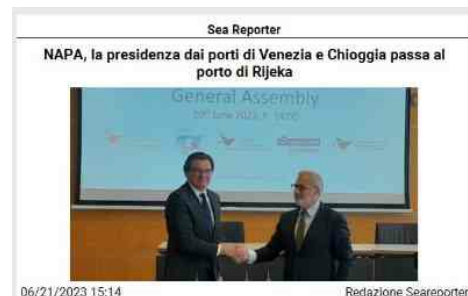 Sea Reporter
NAPA, la presidenza dai porti di Venezia e Chioggia passa al
porto di Rijeka
General Assembly
06/21/2023 15:14
Redazione Seareporter